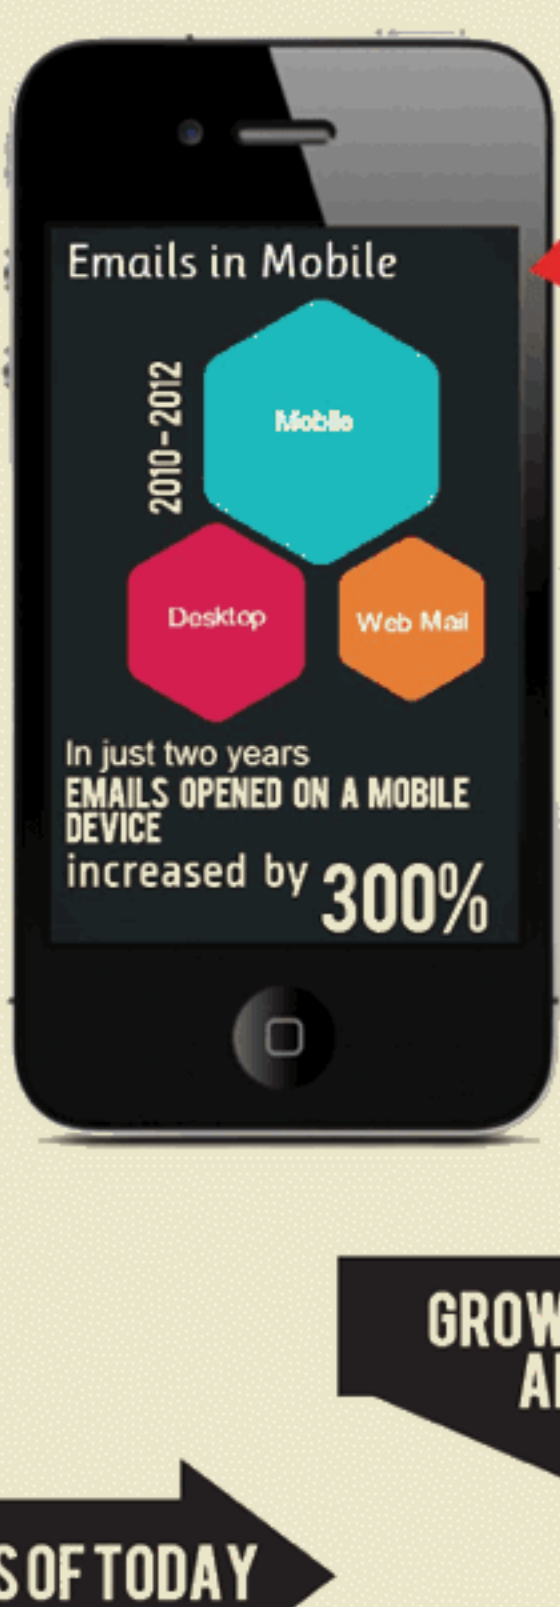 Emails in Mobile
2010-2012
Mobile
Desktop
Web Mail
In just two years
EMAILS OPENED ON A MOBILE
DEVICE
increased by 300%
OF TODAY